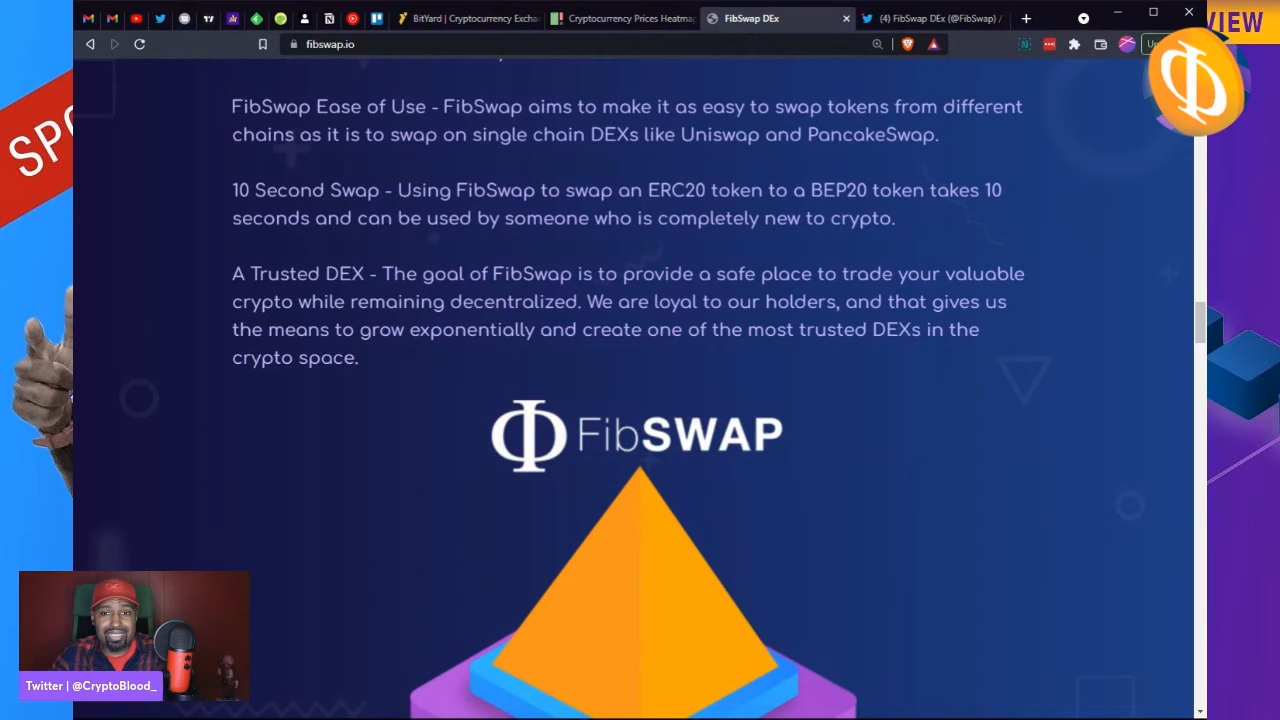 BitYard | Cryptocurrency Excha
Cryptocurrency Prices Heatma
FibSwap DEx
(4) FibSwap DEx (@FibSwap) /
VIEW
fibswap.io
SPO
FibSwap Ease of Use - FibSwap aims to make it as easy to swap tokens from different
chains as it is to swap on single chain DEXs like Uniswap and PancakeSwap.
10 Second Swap - Using FibSwap to swap an ERC20 token to a BEP20 token takes 10
seconds and can be used by someone who is completely new to crypto.
A Trusted DEX - The goal of FibSwap is to provide a safe place to trade your valuable
crypto while remaining decentralized. We are loyal to our holders, and that gives us
the means to grow exponentially and create one of the most trusted DEXs in the
crypto space.
FibSWAP
Twitter | @CryptoBlood_